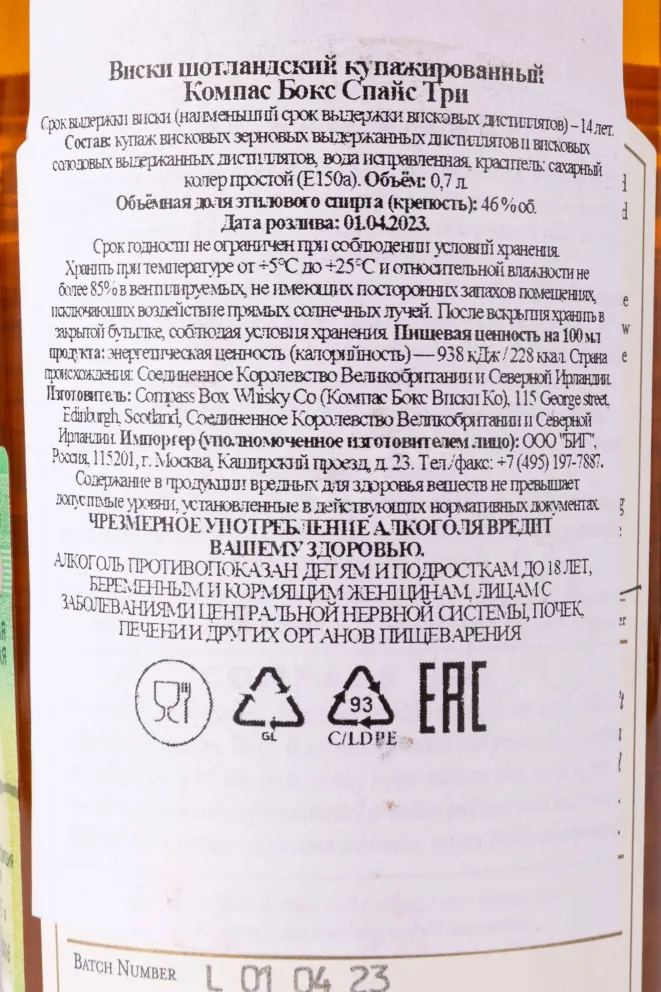 Виски шотландский купажированный
Компас Бокс Спайс Три
Срок выдержки виски (наименьший срок выдержки висковых дистиллятов) – 14 лет.
Состав: купаж висковых зерновых выдержанных дистиллятов и висковых
солодовых выдержанных дистиллятов, вода исправленная, краситель: сахарный
колер простой (Е150а). Объём: 0,7 л.
Объёмная доля этилового спирта (крепость): 46 % об.
Дата розлива: 01.04.2023.
Срок годности не ограничен при соблюдении условий хранения.
Хранить при температуре от +5°C до +25°C и относительной влажности не
более 85% в вентилируемых, не имеющих посторонних запахов помещениях,
исключающих воздействие прямых солнечных лучей. После вскрытия хранить в
закрытой бутылке, соблюдая условия хранения. Пищевая ценность на 100 мл
продукта: энергетическая ценность (калорийность) — 938 кДж / 228 ккал. Страна
происхождения: Соединенное Королевство Великобритании и Северной Ирландии.
Изготовитель: Compass Box Whisky Co (Компас Бокс Виски Ко), 115 George street,
Edinburgh, Scotland, Соединенное Королевство Великобритании и Северной
Ирландии. Импортер (уполномоченное изготовителем лицо): ООО "БИГ",
Россия, 115201, г. Москва, Каширский проезд, д. 23. Тел./факс: +7 (495) 197-7887.
Содержание в продукции вредных для здоровья веществ не превышает
допустимые уровни, установленные в действующих нормативных документах.
ЧРЕЗМЕРНОЕ УПОТРЕБЛЕНИЕ АЛКОГОЛЯ ВРЕДИТ
ВАШЕМУ ЗДОРОВЬЮ.
АЛКОГОЛЬ ПРОТИВОПОКАЗАН ДЕТЯМ И ПОДРОСТКАМ ДО 18 ЛЕТ,
БЕРЕМЕННЫМ И КОРМЯЩИМ ЖЕНЩИНАМ, ЛИЦАМ С
ЗАБОЛЕВАНИЯМИ ЦЕНТРАЛЬНОЙ НЕРВНОЙ СИСТЕМЫ, ПОЧЕК,
ПЕЧЕНИ И ДРУГИХ ОРГАНОВ ПИЩЕВАРЕНИЯ
GL
93
C/LDPE
EAC
BATCH NUMBER L 01 04 23